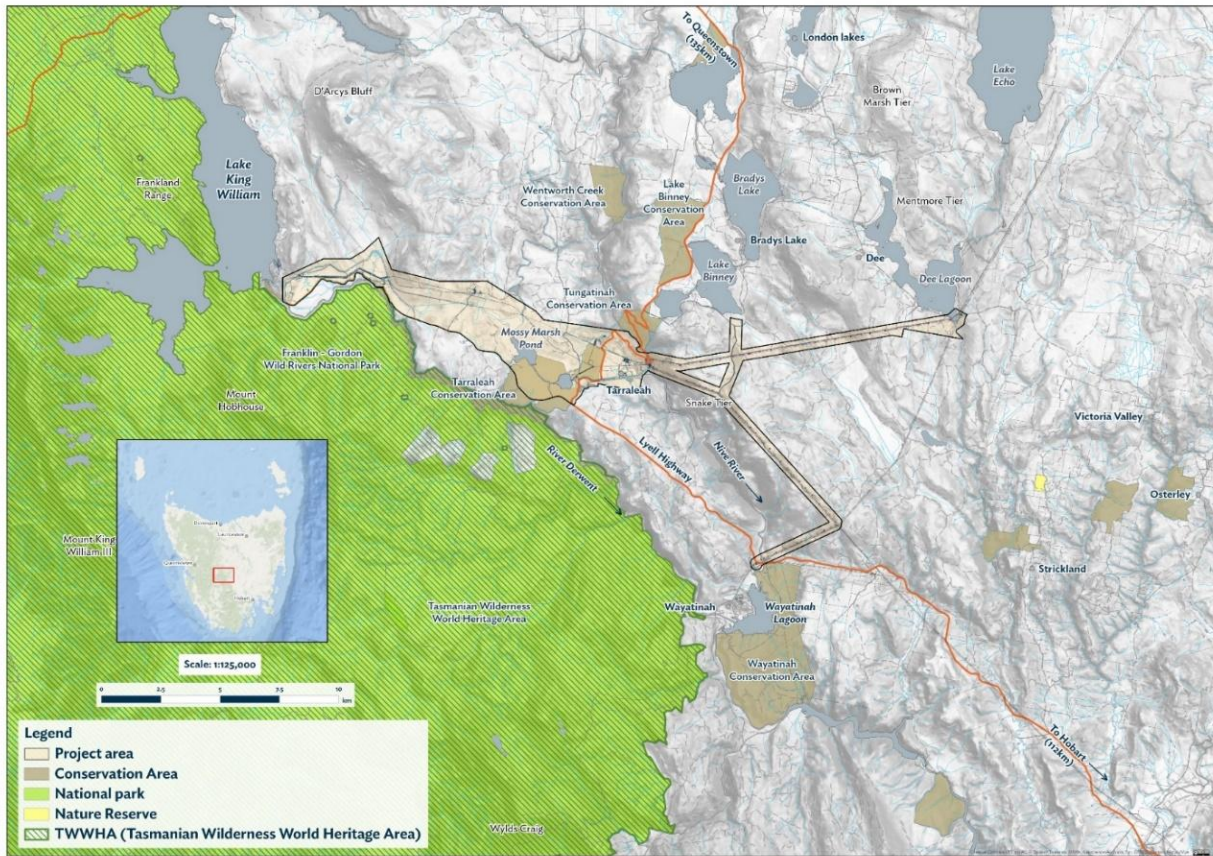 To Queenstown
(135km)
London lakes
Lake
Echo
D'Arcys Bluff
Brown
Marsh Tier
Lake
King
William
Frankland
Range
Wentworth Creek
Conservation Area
Lake
Binney
Conservation
Area
Bradys
Lake
Mentmore Tier
Bradys Lake
Dee
Lake
Binney
Dee Lagoon
Tungatinah
Conservation Area
Mossy Marsh
Pond
Franklin - Gordon
Wild Rivers National Park
Tarraleah
Conservation Area
Tarraleah
Snake Tier
Mount
Hobhouse
Victoria Valley
Lyell Highway
Nive River
River Derwent
Osterley
Mount King
William III
Strickland
Tasmanian Wilderness
World Heritage Area
Wayatinah
Wayatinah
Lagoon
Wayatinah
Conservation Area
Scale: 1:125,000
0 2.5 5 7.5 10
km
To Hobart
(112km)
Legend
Project area
Conservation Area
National park
Nature Reserve
TWWHA (Tasmanian Wilderness World Heritage Area)
Wylds Craig